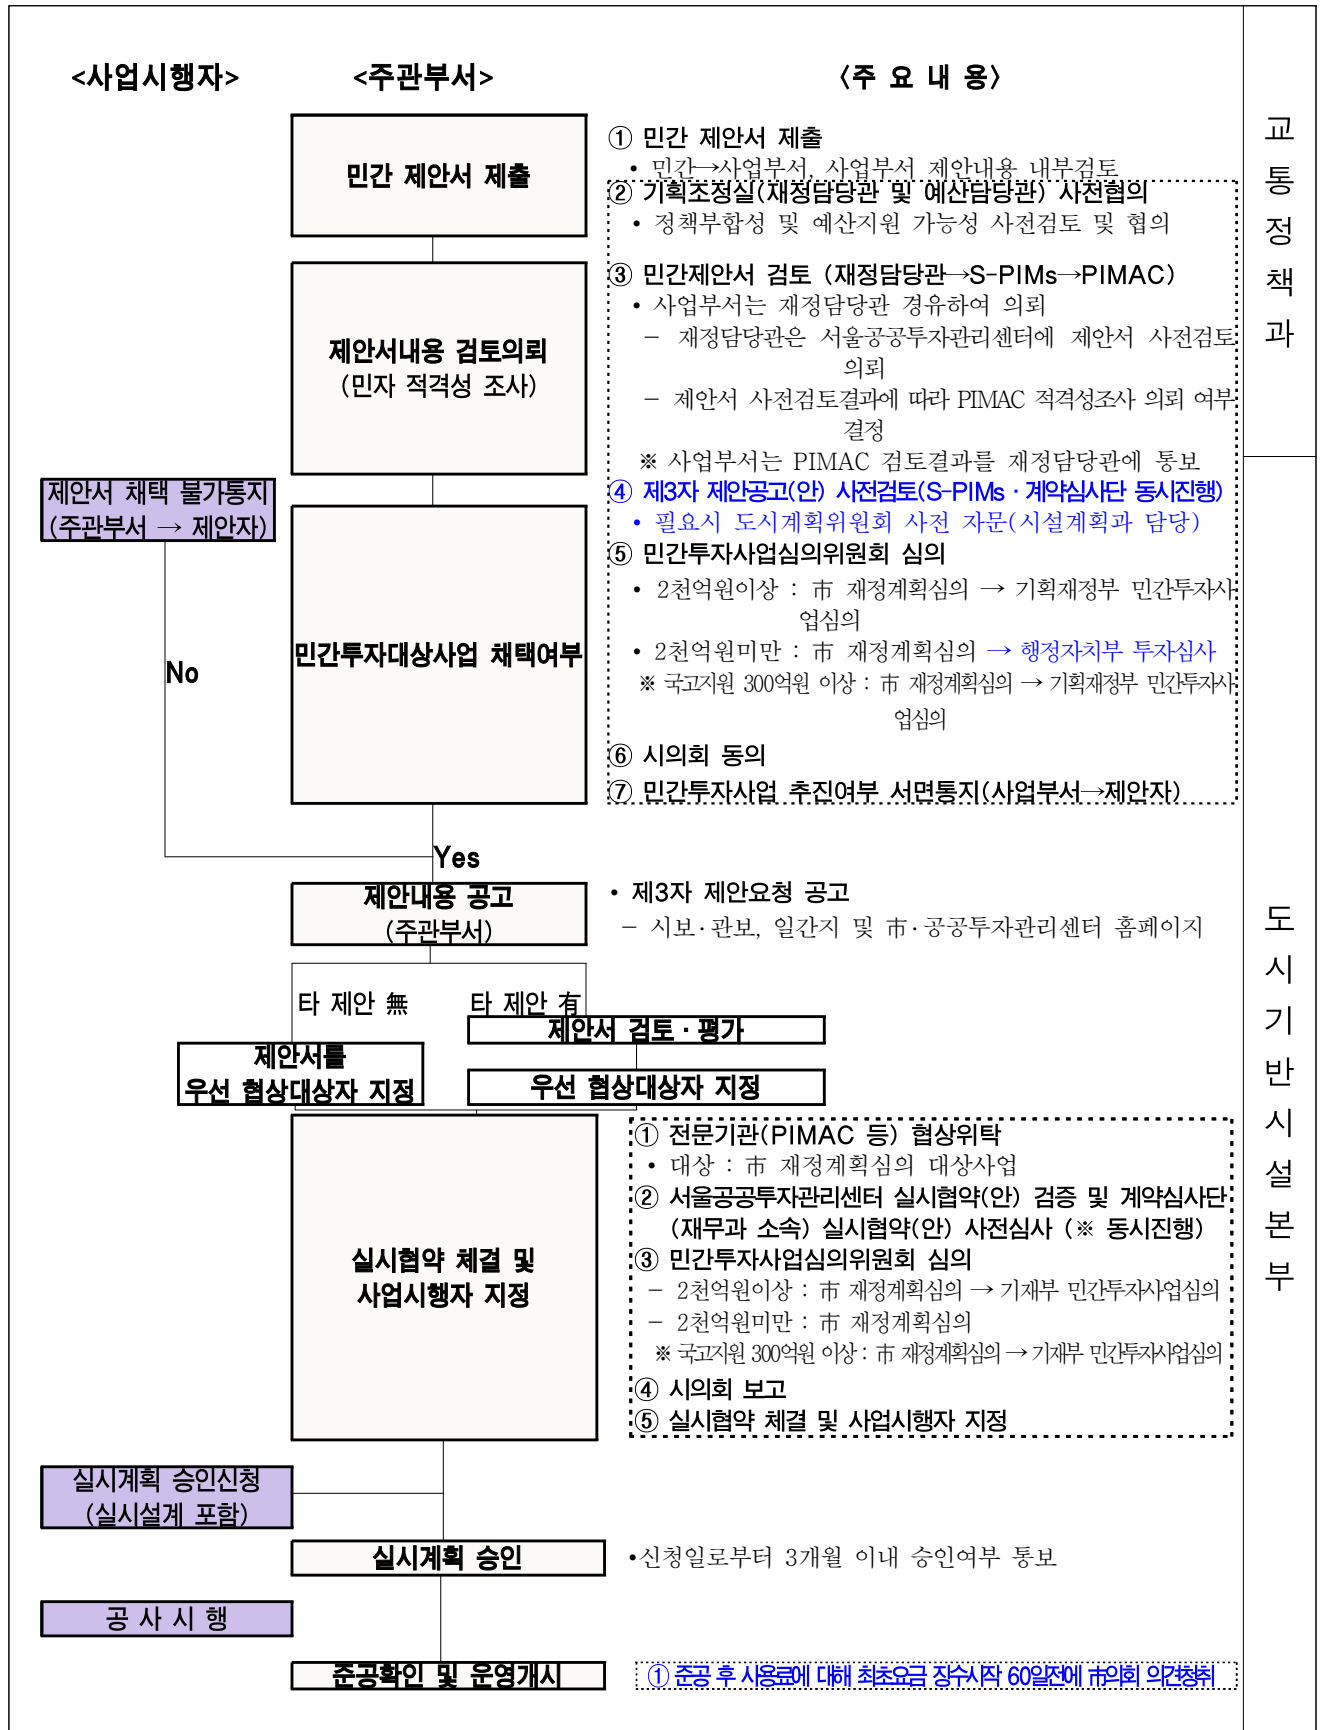 <사업시행자>
<주관부서>
〈주 요 내 용〉
민간 제안서 제출
① 민간 제안서 제출
• 민간→사업부서, 사업부서 제안내용 내부검토
② 기획조정실(재정담당관 및 예산담당관) 사전협의
• 정책부합성 및 예산지원 가능성 사전검토 및 협의
제안서내용 검토의뢰
(민자 적격성 조사)
③ 민간제안서 검토 (재정담당관→S-PIMs→PIMAC)
• 사업부서는 재정담당관 경유하여 의뢰
- 재정담당관은 서울공공투자관리센터에 제안서 사전검토
의뢰
- 제안서 사전검토결과에 따라 PIMAC 적격성조사 의뢰 여부
결정
※ 사업부서는 PIMAC 검토결과를 재정담당관에 통보
교
통
정
책
과
제안서 채택 불가통지
(주관부서 → 제안자)
No
민간투자대상사업 채택여부
④ 제3자 제안공고(안) 사전검토(S-PIMs · 계약심사단 동시진행)
• 필요시 도시계획위원회 사전 자문(시설계획과 담당)
⑤ 민간투자사업심의위원회 심의
• 2천억원이상 : 市 재정계획심의 → 기획재정부 민간투자사
업심의
• 2천억원미만 : 市 재정계획심의 → 행정자치부 투자심사
※ 국고지원 300억원 이상 : 市 재정계획심의 → 기획재정부 민간투자사
업심의
⑥ 시의회 동의
⑦ 민간투자사업 추진여부 서면통지(사업부서→제안자)
Yes
제안내용 공고
(주관부서)
• 제3자 제안요청 공고
- 시보·관보, 일간지 및 市·공공투자관리센터 홈페이지
타 제안 無
타 제안 有
제안서 검토 · 평가
제안서를
우선 협상대상자 지정
우선 협상대상자 지정
실시협약 체결 및
사업시행자 지정
① 전문기관(PIMAC 등) 협상위탁
• 대상 : 市 재정계획심의 대상사업
② 서울공공투자관리센터 실시협약(안) 검증 및 계약심사단
(재무과 소속) 실시협약(안) 사전심사 (※ 동시진행)
③ 민간투자사업심의위원회 심의
- 2천억원이상 : 市 재정계획심의 → 기재부 민간투자사업심의
- 2천억원미만 : 市 재정계획심의
※ 국고지원 300억원 이상 : 市 재정계획심의 → 기재부 민간투자사업심의
④ 시의회 보고
⑤ 실시협약 체결 및 사업시행자 지정
도
시
기
반
시
설
본
부
실시계획 승인신청
(실시설계 포함)
실시계획 승인
•신청일로부터 3개월 이내 승인여부 통보
공 사 시 행
준공확인 및 운영개시
① 준공 후 사용료에 대해 최초요금 징수시작 60일전에 市의회 의견청취